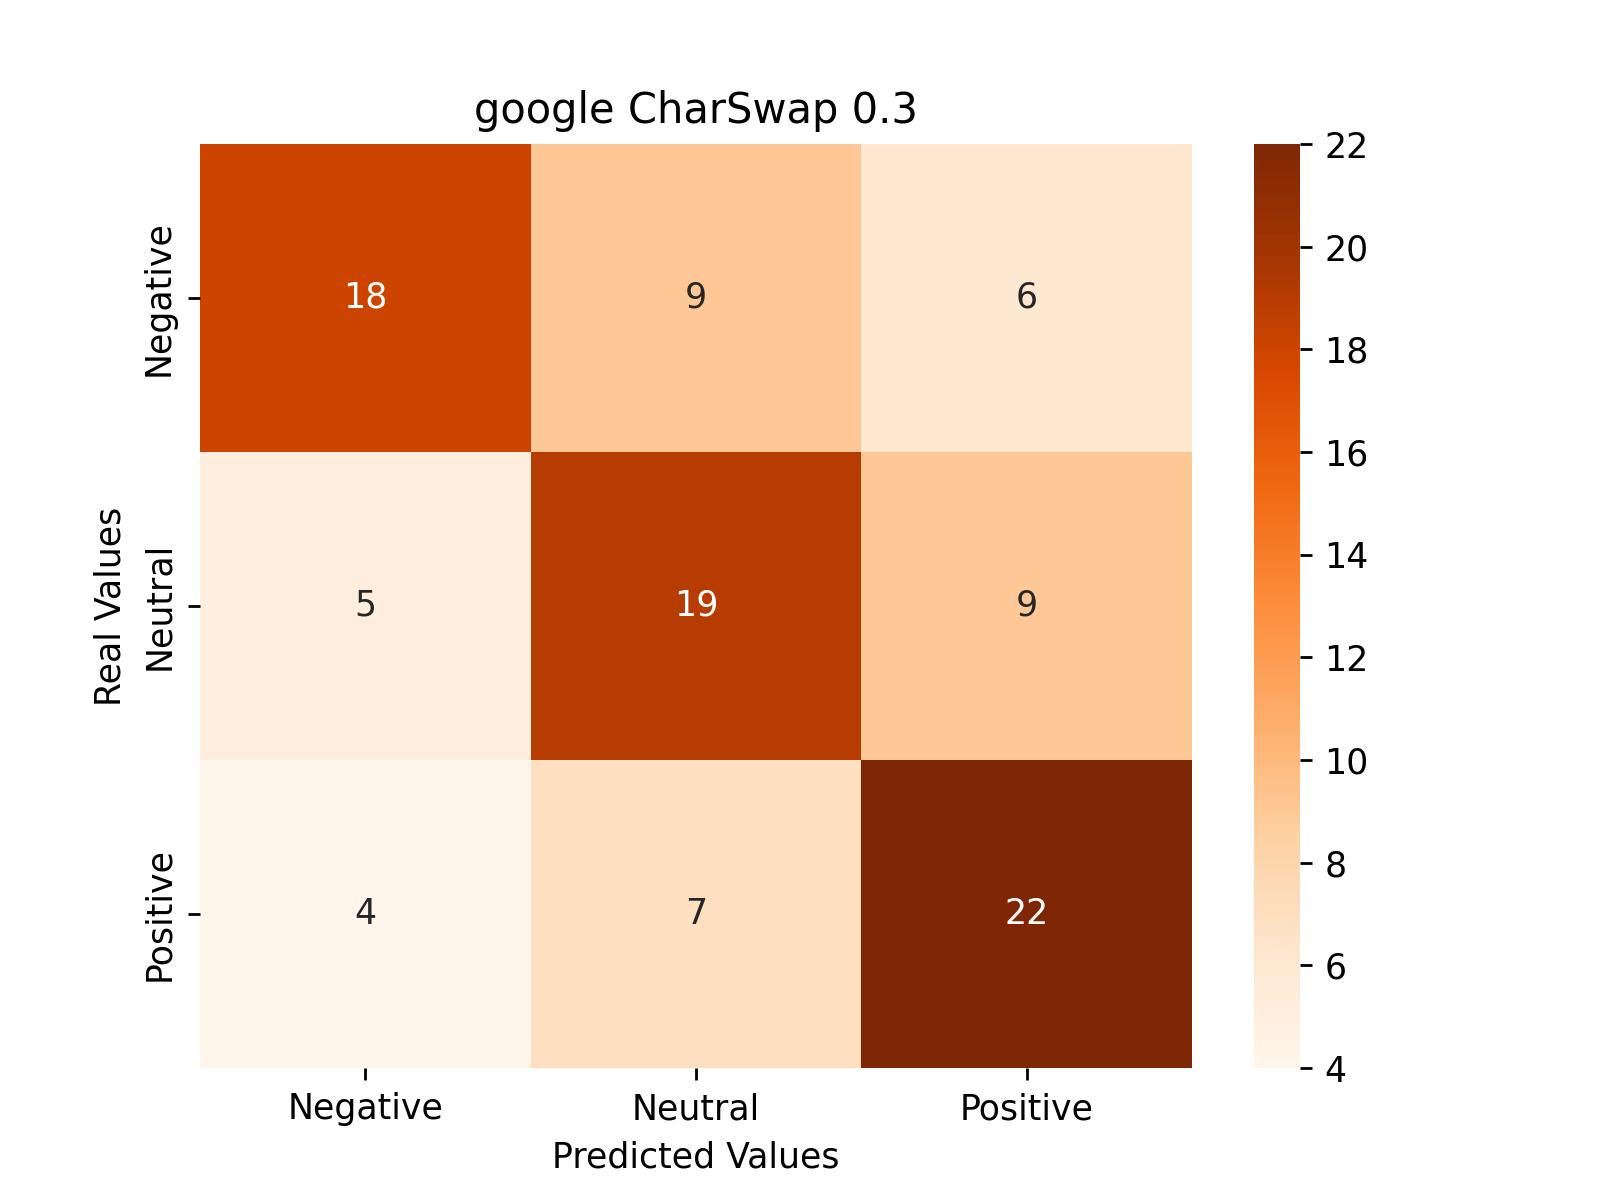 google CharSwap 0.3
Real Values
Negative
18 9 6
Neutral
5 19 9
Positive
4 7 22
Negative Neutral Positive
Predicted Values
22
20
18
16
14
12
10
8
6
4